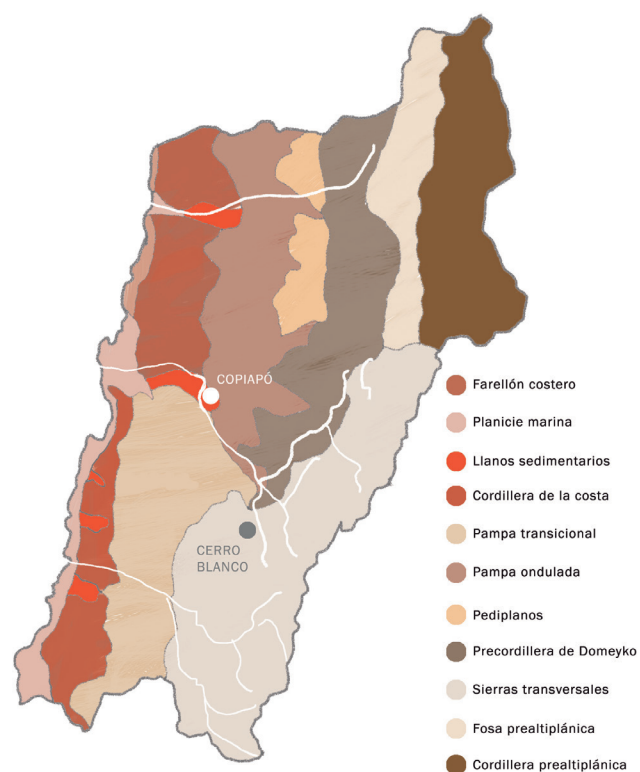 COPIAPÓ
CERRO
BLANCO
Farellón costero
Planicie marina
Llanos sedimentarios
Cordillera de la costa
Pampa transicional
Pampa ondulada
Pediplanos
Precordillera de Domeyko
Sierras transversales
Fosa prealtiplánica
Cordillera prealtiplánica